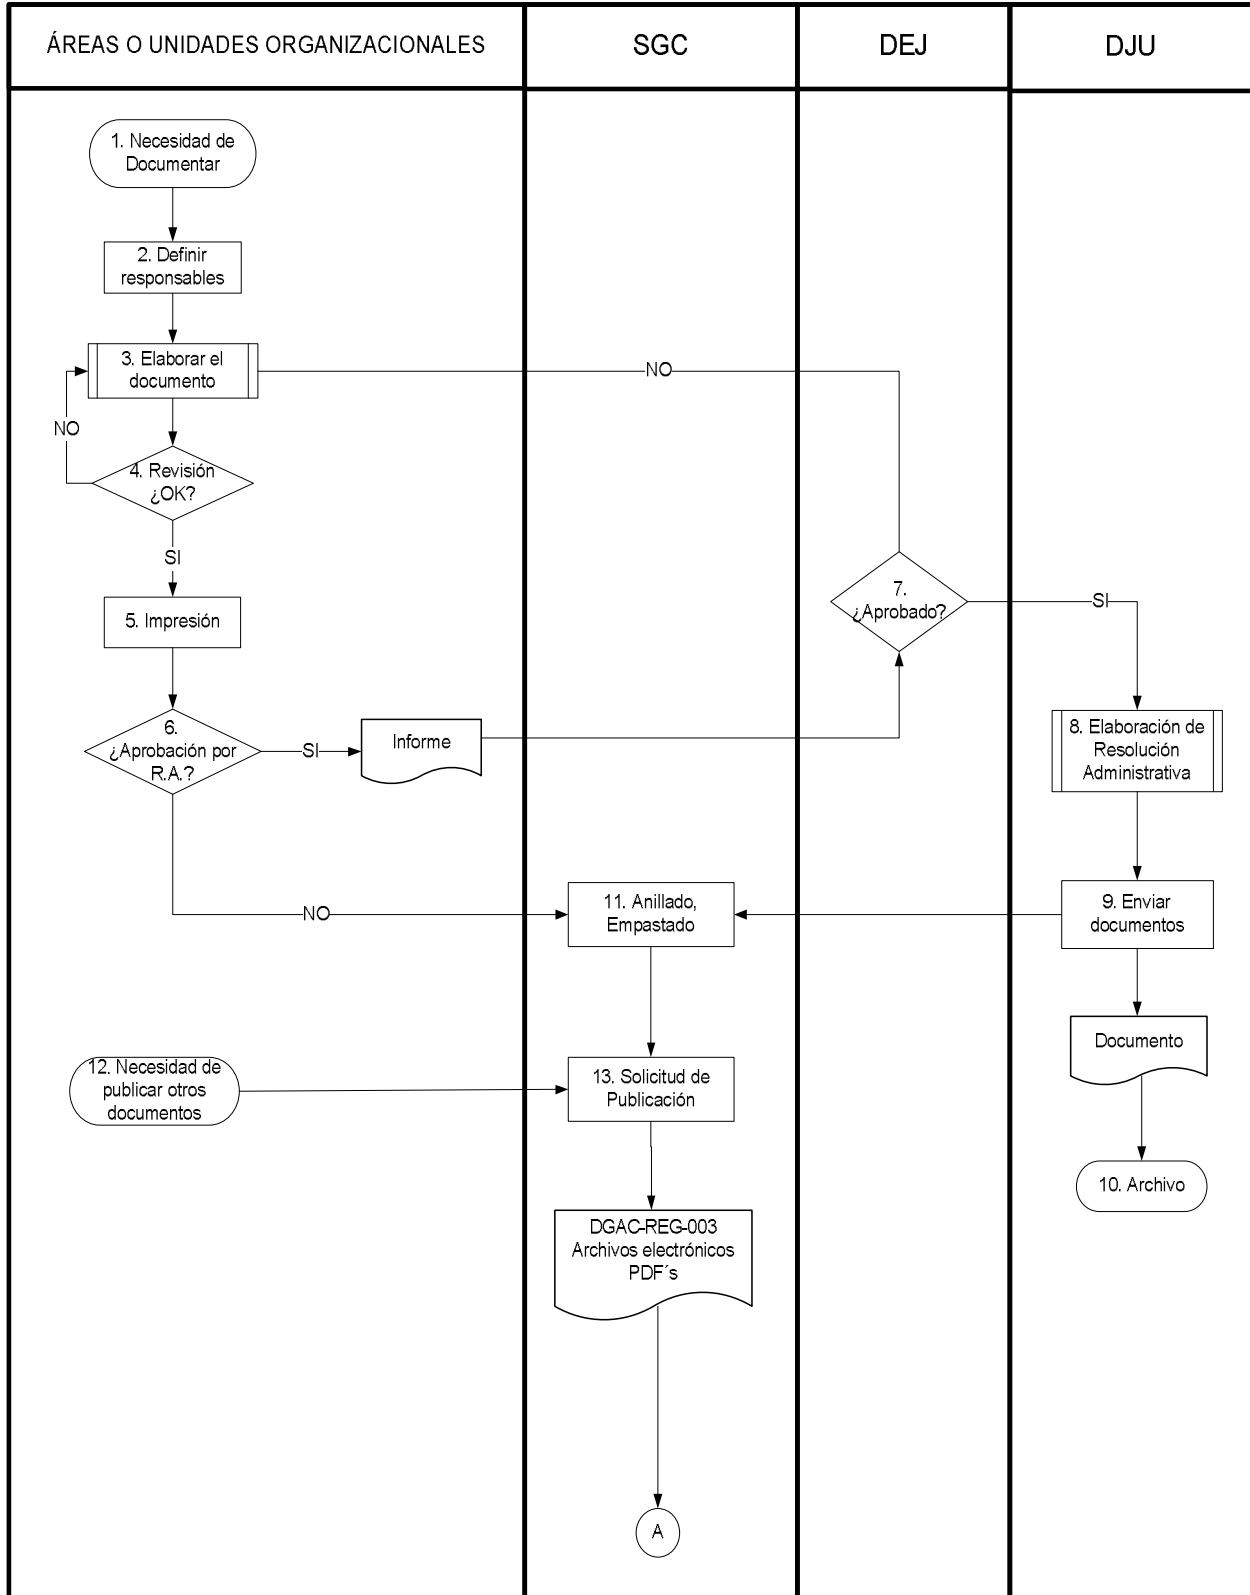 ÁREAS O UNIDADES ORGANIZACIONALES
SGC
DEJ
DJU
1. Necesidad de
Documentar
2. Definir
responsables
3. Elaborar el
documento
NO
NO
4. Revisión
¿OK?
SI
5. Impresión
7.
¿Aprobado?
SI
6.
¿Aprobación por
R.A.?
SI
Informe
8. Elaboración de
Resolución
Administrativa
NO
11. Anillado,
Empastado
9. Enviar
documentos
Documento
12. Necesidad de
publicar otros
documentos
13. Solicitud de
Publicación
10. Archivo
DGAC-REG-003
Archivos electrónicos
PDF´s
A